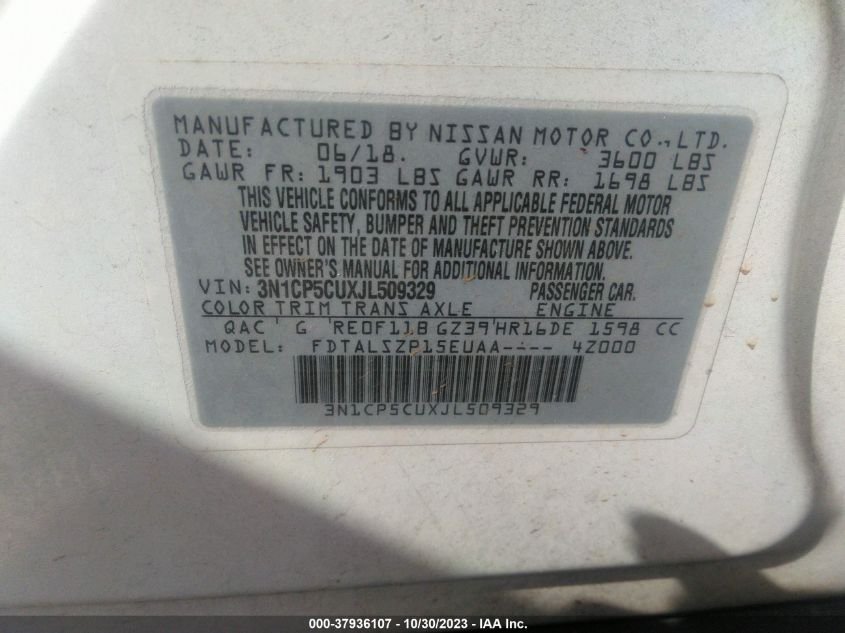 MANUFACTURED BY NISSAN MOTOR CO., LTD.
DATE: 06/18. GVWR: 3600 LBS
GAWR FR: 1903 LBS GAWR RR: 1698 LBS
THIS VEHICLE CONFORMS TO ALL APPLICABLE FEDERAL MOTOR
VEHICLE SAFETY, BUMPER AND THEFT PREVENTION STANDARDS
IN EFFECT ON THE DATE OF MANUFACTURE SHOWN ABOVE.
SEE OWNER'S MANUAL FOR ADDITIONAL INFORMATION.
VIN: 3N1CP5CUXJL509329 PASSENGER CAR.
COLOR TRIM TRANS AXLE ENGINE
QAC G RE0F11B GZ39 HR16DE 1598 CC
MODEL: FDTALSZP15EUAA---- 4Z000
3N1CP5CUXJL509329
000-37936107 - 10/30/2023 - Copyright © 2023 - IAA Inc.